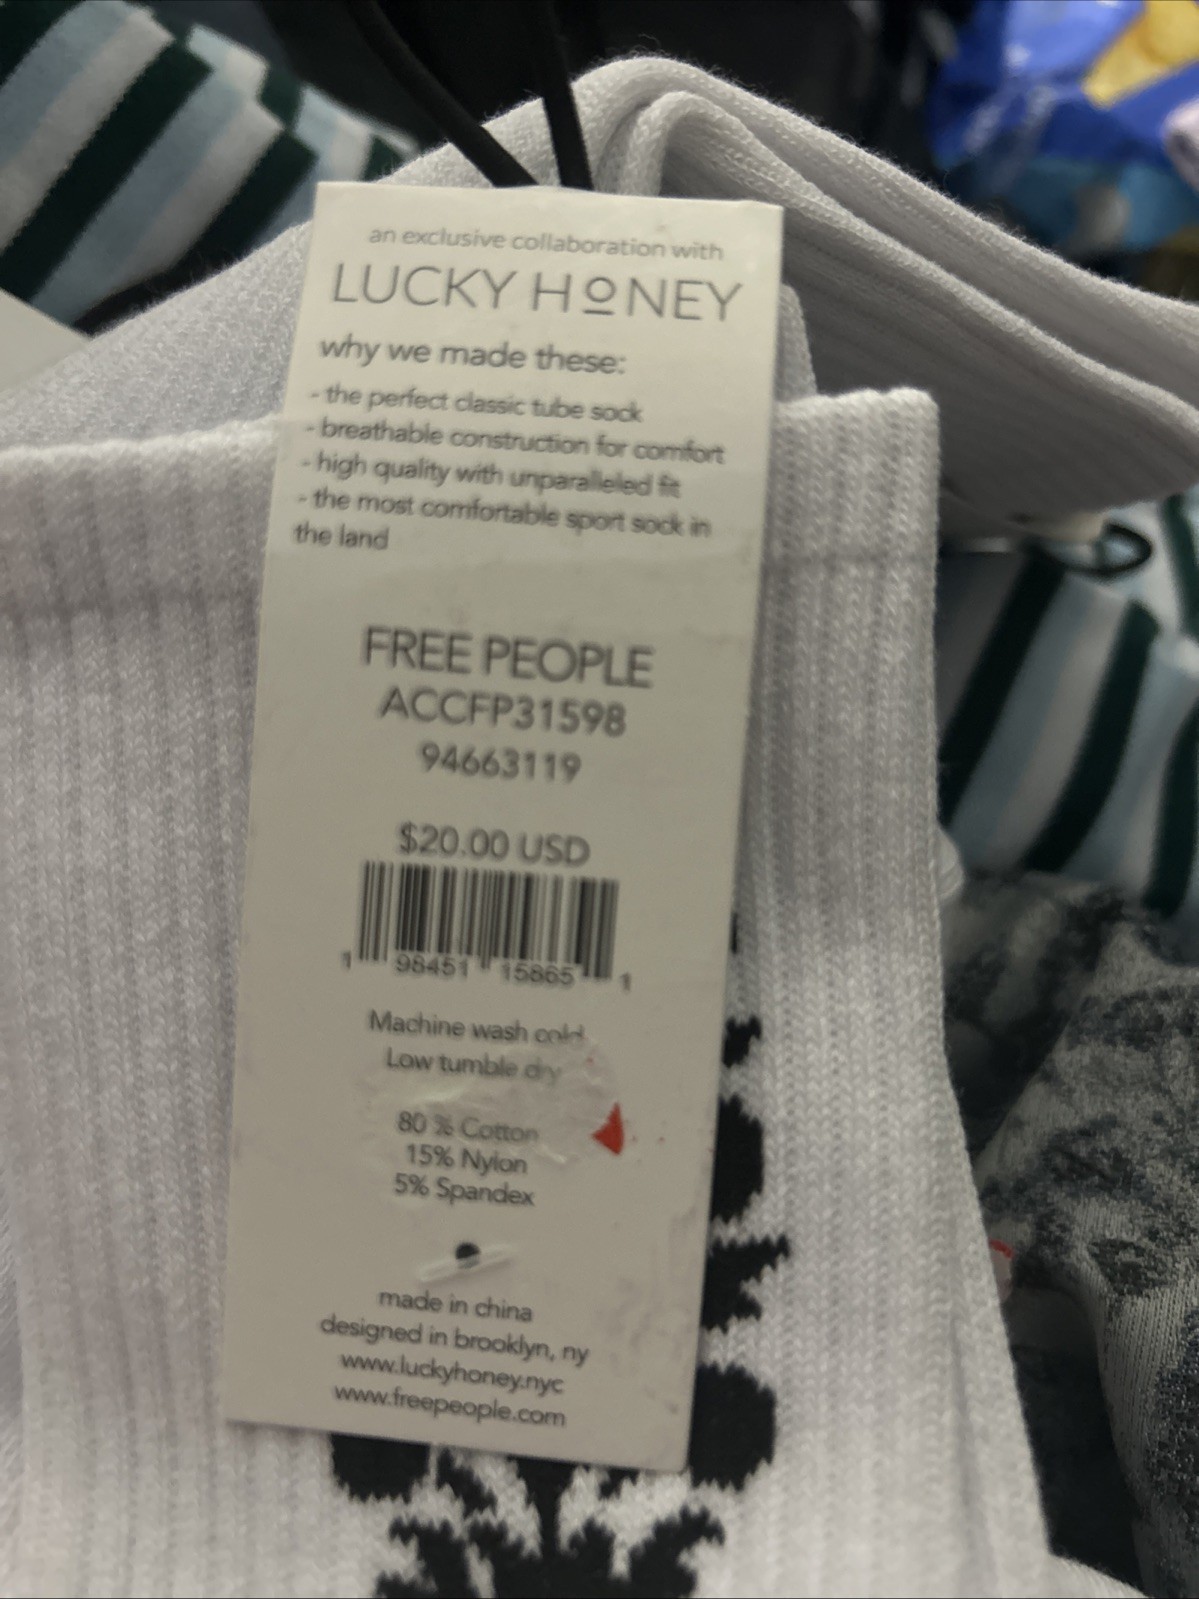 an exclusive collaboration with
LUCKY HONEY
why we made these:
- the perfect classic tube sock
- breathable construction for comfort
- high quality with unparalleled fit
- the most comfortable sport sock in
the land
FREE PEOPLE
ACCFP31598
94663119
$20.00 USD
1 98451 15865 1
Machine wash cold
Low tumble dry
80 % Cotton
15% Nylon
5% Spandex
made in china
designed in brooklyn, ny
www.luckyhoney.nyc
www.freepeople.com